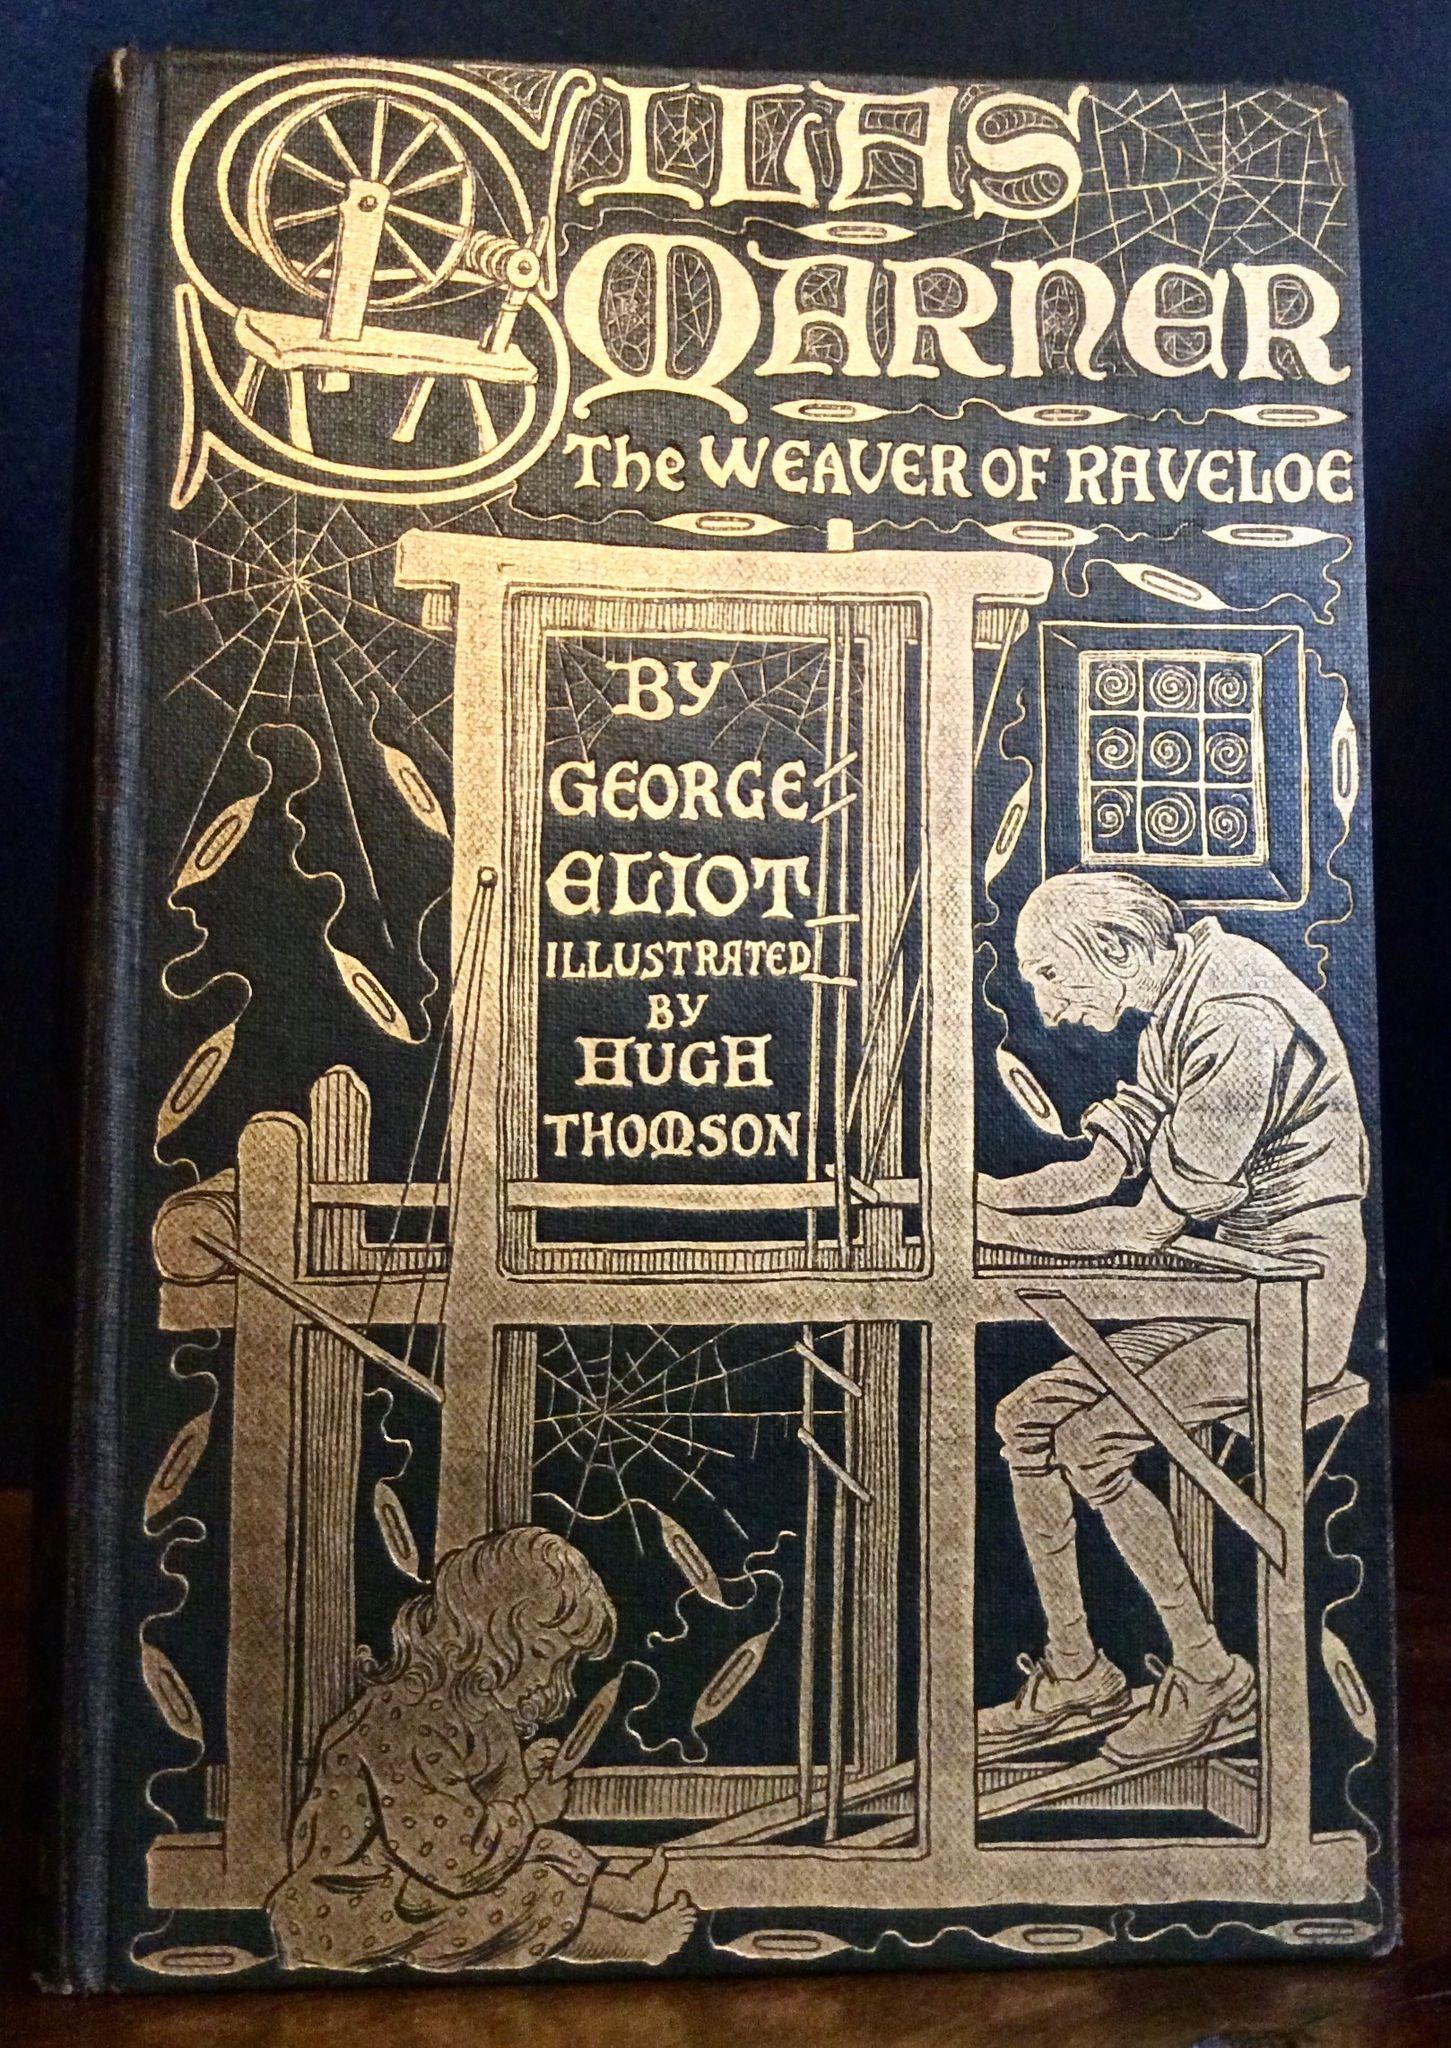 SILAS
MARNER
The WEAVER OF RAVELOE
BY
GEORGE
ELIOT
ILLUSTRATED
BY
HUGH
THOMSON